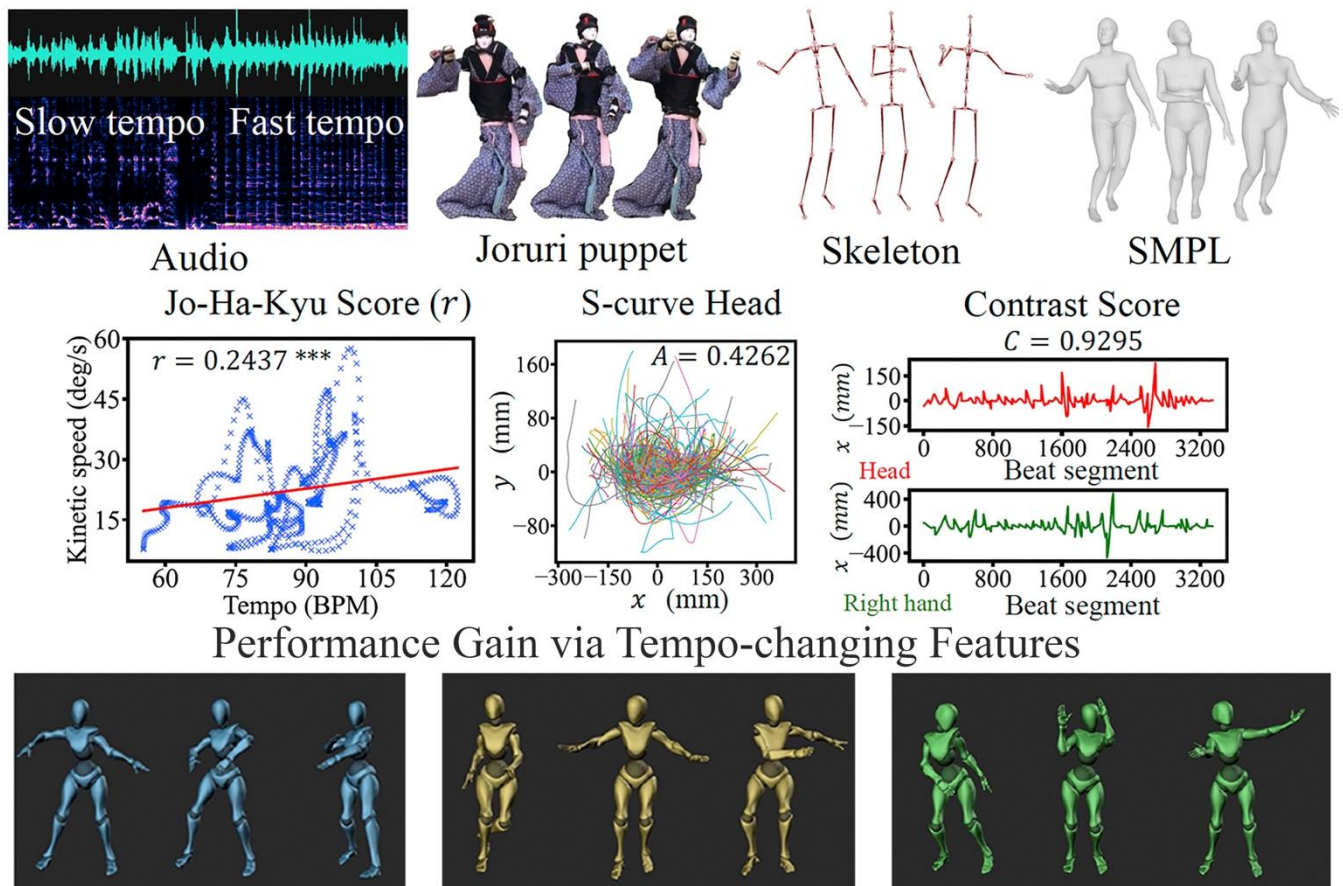 Slow tempo Fast tempo
Audio
Joruri puppet
Skeleton
SMPL
Jo-Ha-Kyu Score (r)
r = 0.2437 ***
Kinetic speed (deg/s)
60
45
30
15
60 75 90 105 122
Tempo (BPM)
S-curve Head
A = 0.4262
y (mm)
160
80
0
−80
−300 −150 0 150 300
x (mm)
Contrast Score
C = 0.9295
x (mm)
150
0
−150
0 800 1600 2400 3200
Head
Beat segment
x (mm)
400
0
−400
0 800 1600 2400 3200
Right hand
Beat segment
Performance Gain via Tempo-changing Features